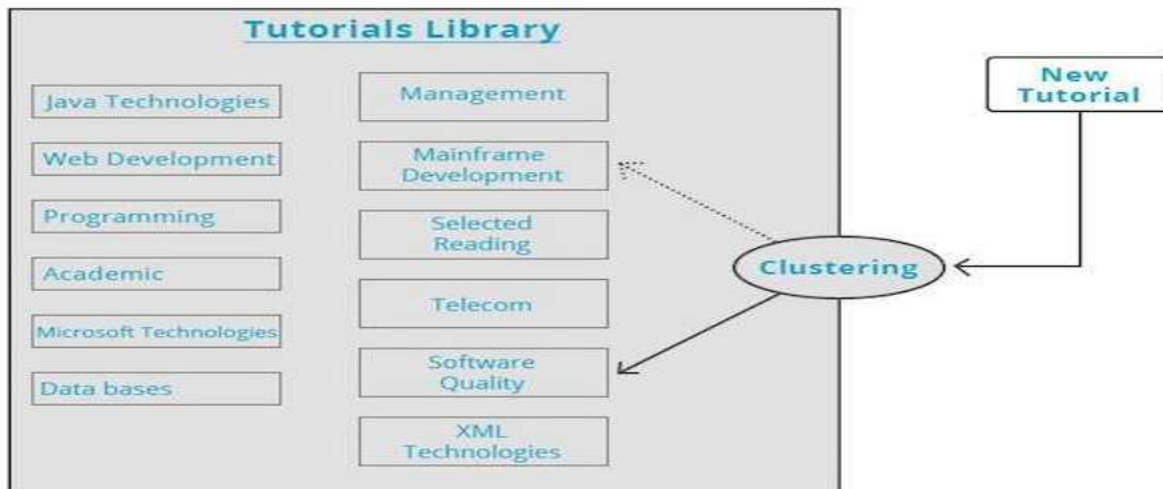 Tutorials Library
Java Technologies
Web Development
Programming
Academic
Microsoft Technologies
Data bases
Management
Mainframe
Development
Selected
Reading
Telecom
Software
Quality
XML
Technologies
Clustering
New
Tutorial